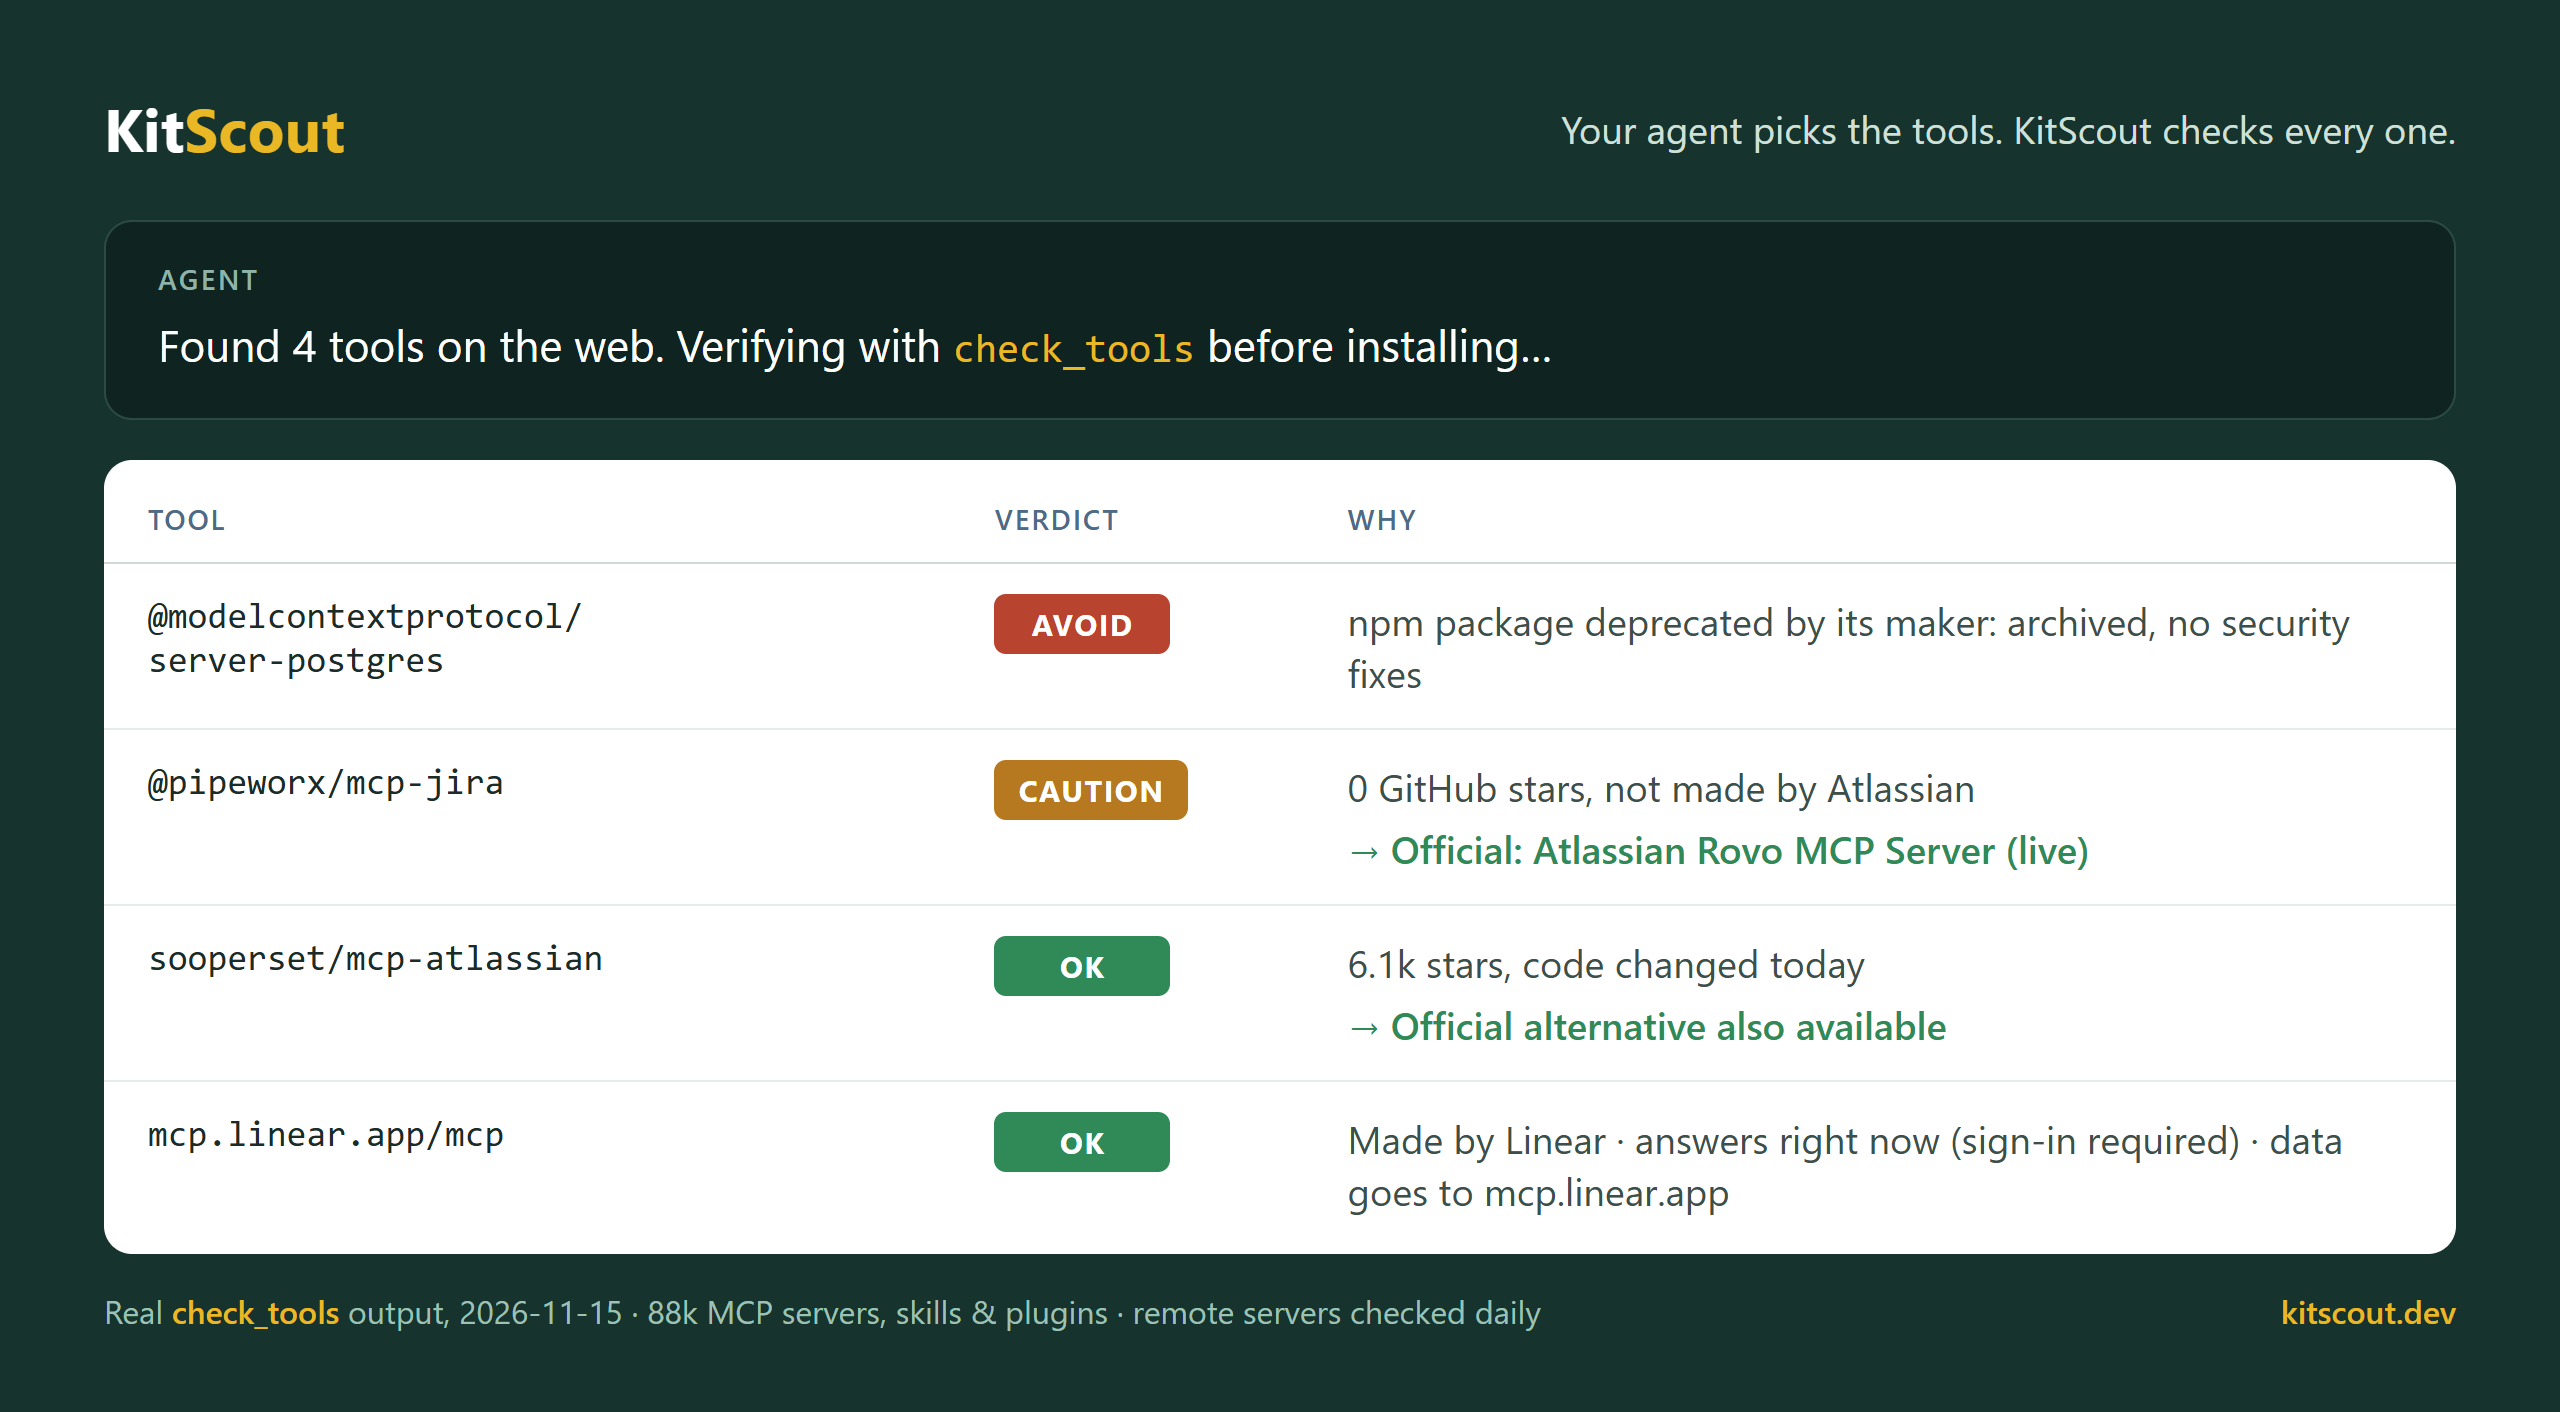 KitScout
Your agent picks the tools. KitScout checks every one.
AGENT
Found 4 tools on the web. Verifying with check_tools before installing...
TOOL VERDICT WHY
@modelcontextprotocol/
server-postgres
AVOID
npm package deprecated by its maker: archived, no security
fixes
@pipeworx/mcp-jira
CAUTION
0 GitHub stars, not made by Atlassian
→ Official: Atlassian Rovo MCP Server (live)
sooperset/mcp-atlassian
OK
6.1k stars, code changed today
→ Official alternative also available
mcp.linear.app/mcp
OK
Made by Linear · answers right now (sign-in required) · data
goes to mcp.linear.app
Real check_tools output, 2026-11-15 · 88k MCP servers, skills & plugins · remote servers checked daily
kitscout.dev